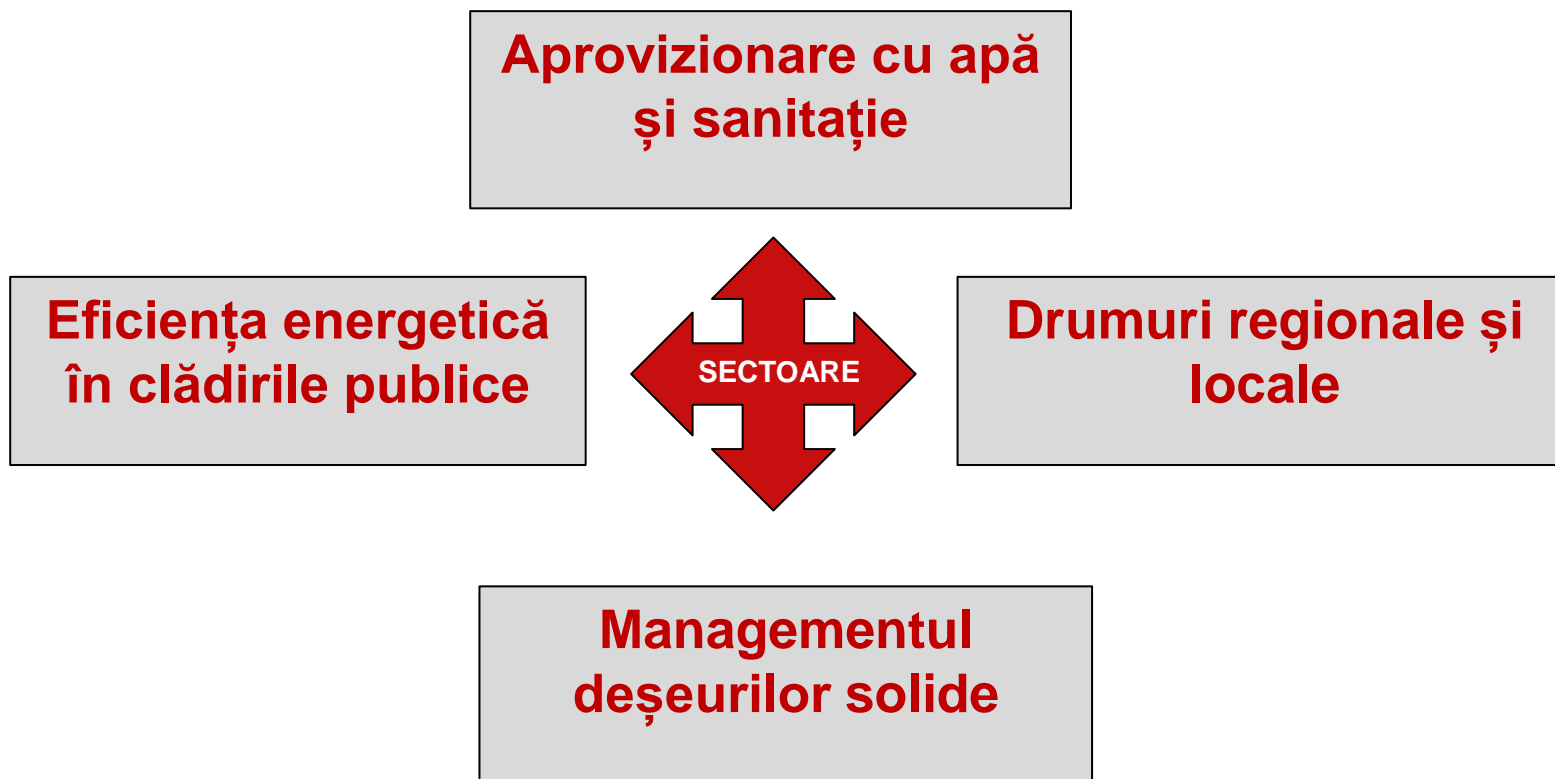 Aprovizionare cu apă
și sanitație
Eficiența energetică
în clădirile publice
SECTOARE
Drumuri regionale și
locale
Managementul
deșeurilor solide